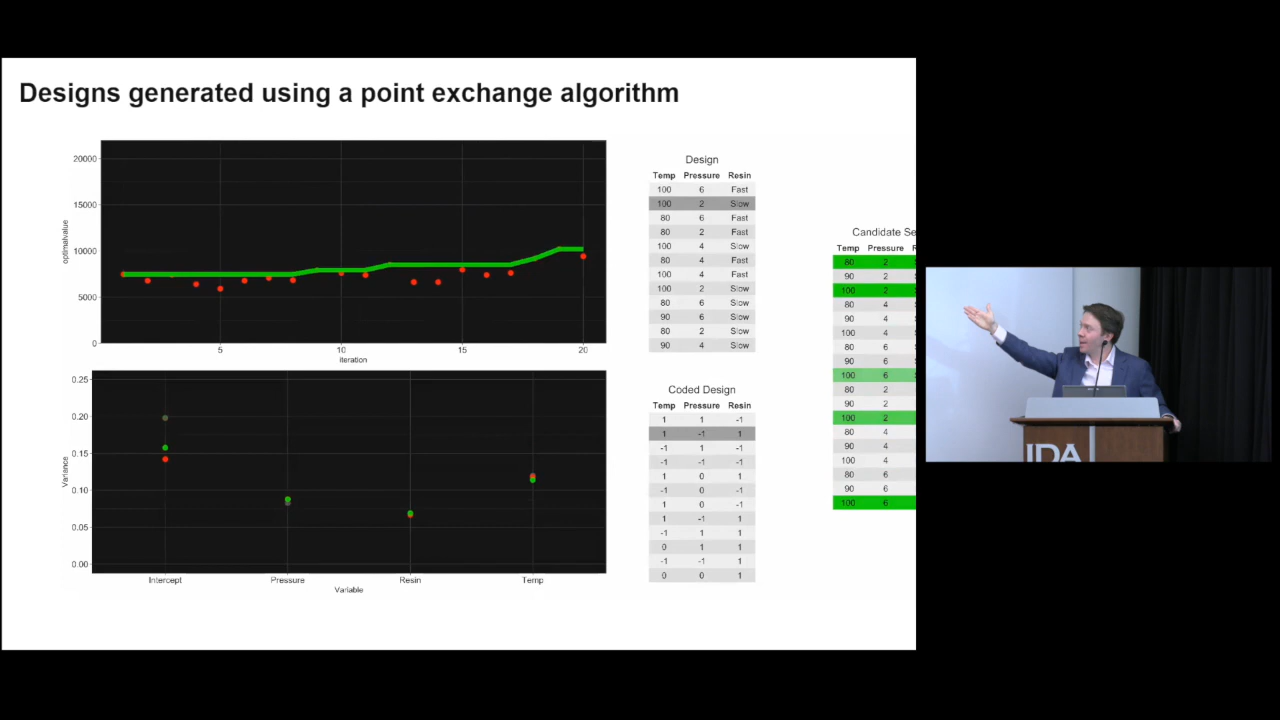 Designs generated using a point exchange algorithm
20000
15000
10000
5000
0
optimalvalue
5
10
15
20
iteration
0.25
0.20
0.15
0.10
0.05
0.00
Variance
Intercept
Pressure
Resin
Temp
Variable
Design
Temp Pressure Resin
100 6 Fast
100 2 Slow
80 6 Fast
80 2 Fast
100 4 Slow
80 4 Fast
100 4 Fast
100 2 Slow
80 6 Slow
90 6 Slow
80 2 Slow
90 4 Slow
Coded Design
Temp Pressure Resin
1 1 -1
1 -1 1
-1 1 -1
-1 -1 -1
1 0 1
-1 0 -1
1 0 -1
1 -1 1
-1 1 1
0 1 1
-1 -1 1
0 0 1
Candidate Se
Temp Pressure
80 2
90 2
100 2
80 4
90 4
100 4
80 6
90 6
100 6
80 2
90 2
100 2
80 4
90 4
100 4
80 6
90 6
100 6
IDA